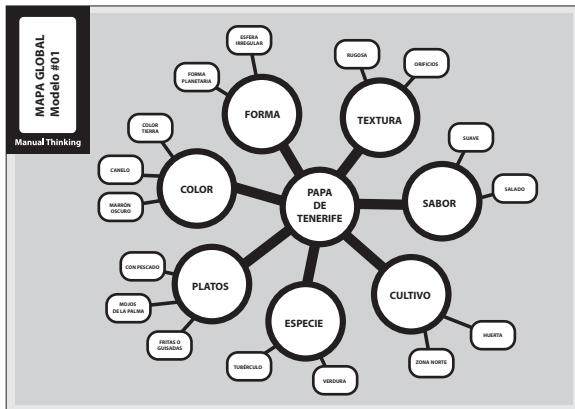 MAPA GLOBAL
Modelo #01
Manual Thinking
ESFERA
IRREGULAR
FORMA
PLANETARIA
FORMA
RUGOSA
ORIFICIOS
TEXTURA
COLOR
TIERRA
CANELO
MARRÓN
OSCURO
COLOR
PAPA
DE
TENERIFE
SUAVE
SALADO
SABOR
CON PESCADO
MOJOS
DE LA PALMA
FRITAS O
GUISADAS
PLATOS
ESPECIE
TUBÉRCULO
VERDURA
CULTIVO
HUERTA
ZONA NORTE